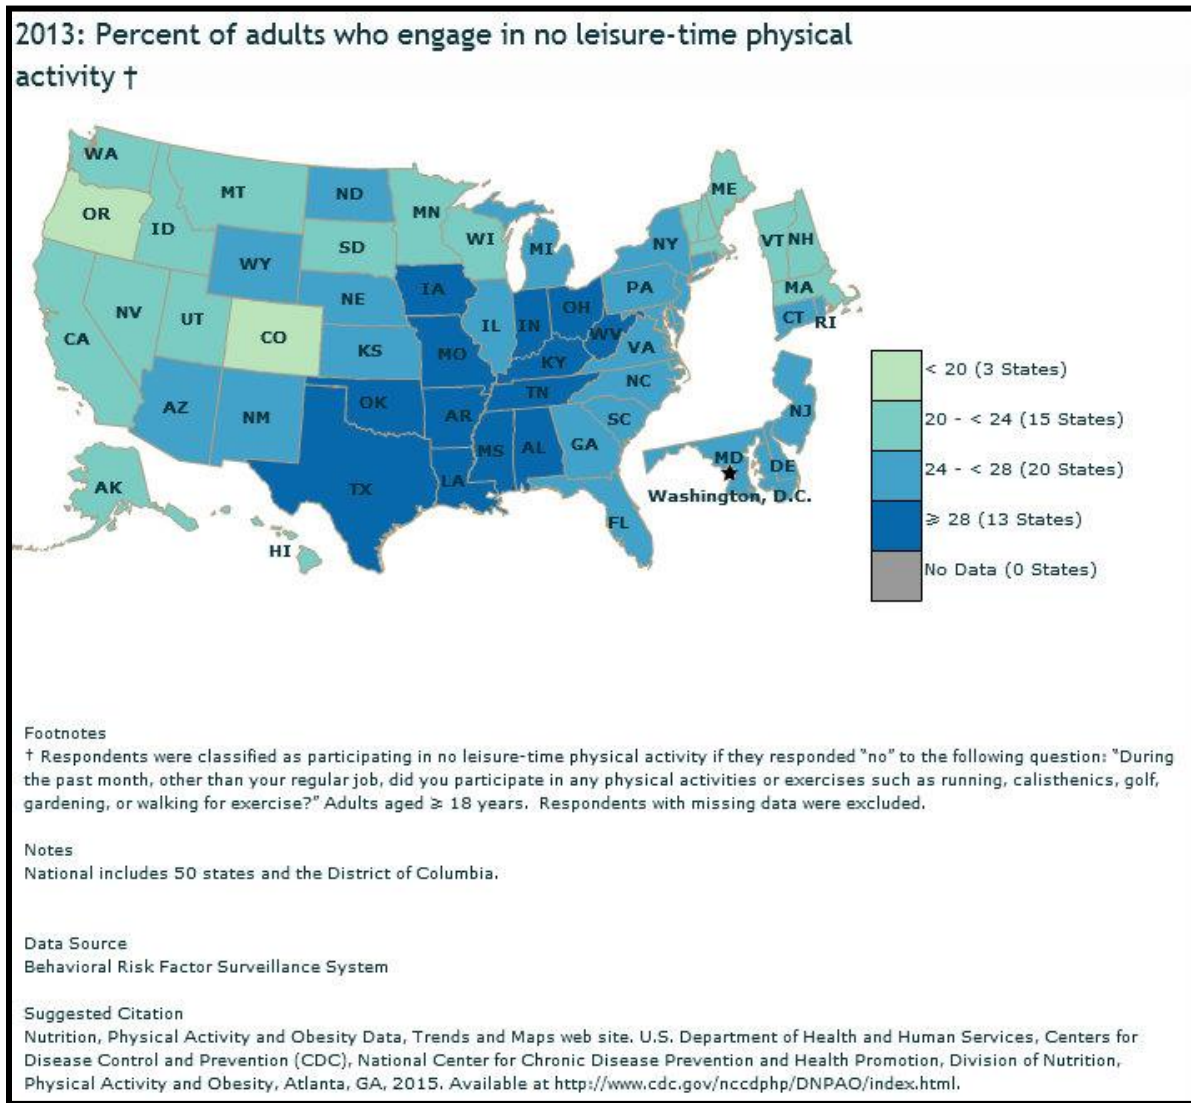 2013: Percent of adults who engage in no leisure-time physical
activity †
WA
MT
ND
MN
ME
OR
ID
SD
WI
MI
NY
VT
NH
WY
IA
NE
PA
MA
NV
UT
CO
IL
IN
OH
CT
RI
CA
KS
MO
WV
VA
KY
NC
TN
AZ
NM
OK
AR
SC
NJ
MS
AL
GA
MD
DE
AK
TX
LA
Washington, D.C.
FL
HI
< 20 (3 States)
20 - < 24 (15 States)
24 - < 28 (20 States)
⩾ 28 (13 States)
No Data (0 States)
Footnotes
† Respondents were classified as participating in no leisure-time physical activity if they responded "no" to the following question: "During
the past month, other than your regular job, did you participate in any physical activities or exercises such as running, calisthenics, golf,
gardening, or walking for exercise?" Adults aged ⩾ 18 years. Respondents with missing data were excluded.
Notes
National includes 50 states and the District of Columbia.
Data Source
Behavioral Risk Factor Surveillance System
Suggested Citation
Nutrition, Physical Activity and Obesity Data, Trends and Maps web site. U.S. Department of Health and Human Services, Centers for
Disease Control and Prevention (CDC), National Center for Chronic Disease Prevention and Health Promotion, Division of Nutrition,
Physical Activity and Obesity, Atlanta, GA, 2015. Available at http://www.cdc.gov/nccdphp/DNPAO/index.html.